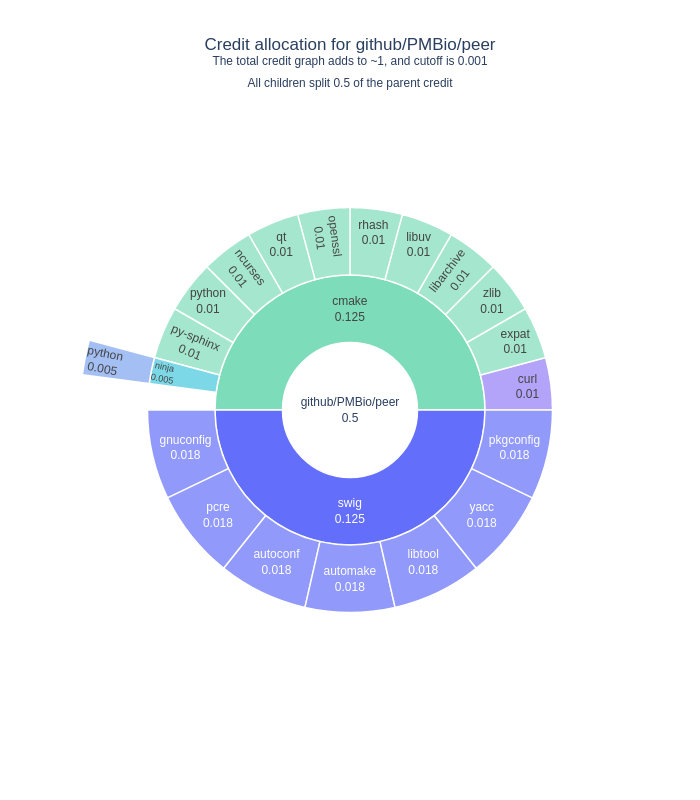 Credit allocation for github/PMBio/peer
The total credit graph adds to ~1, and cutoff is 0.001
All children split 0.5 of the parent credit
openssl
0.01
rhash
0.01
qt
0.01
libuv
0.01
ncurses
0.01
libarchive
0.01
python
0.01
zlib
0.01
cmake
0.125
py-sphinx
0.01
expat
0.01
python
0.005
ninja
0.005
curl
0.01
github/PMBio/peer
0.5
gnuconfig
0.018
pkgconfig
0.018
pcre
0.018
swig
0.125
yacc
0.018
autoconf
0.018
libtool
0.018
automake
0.018